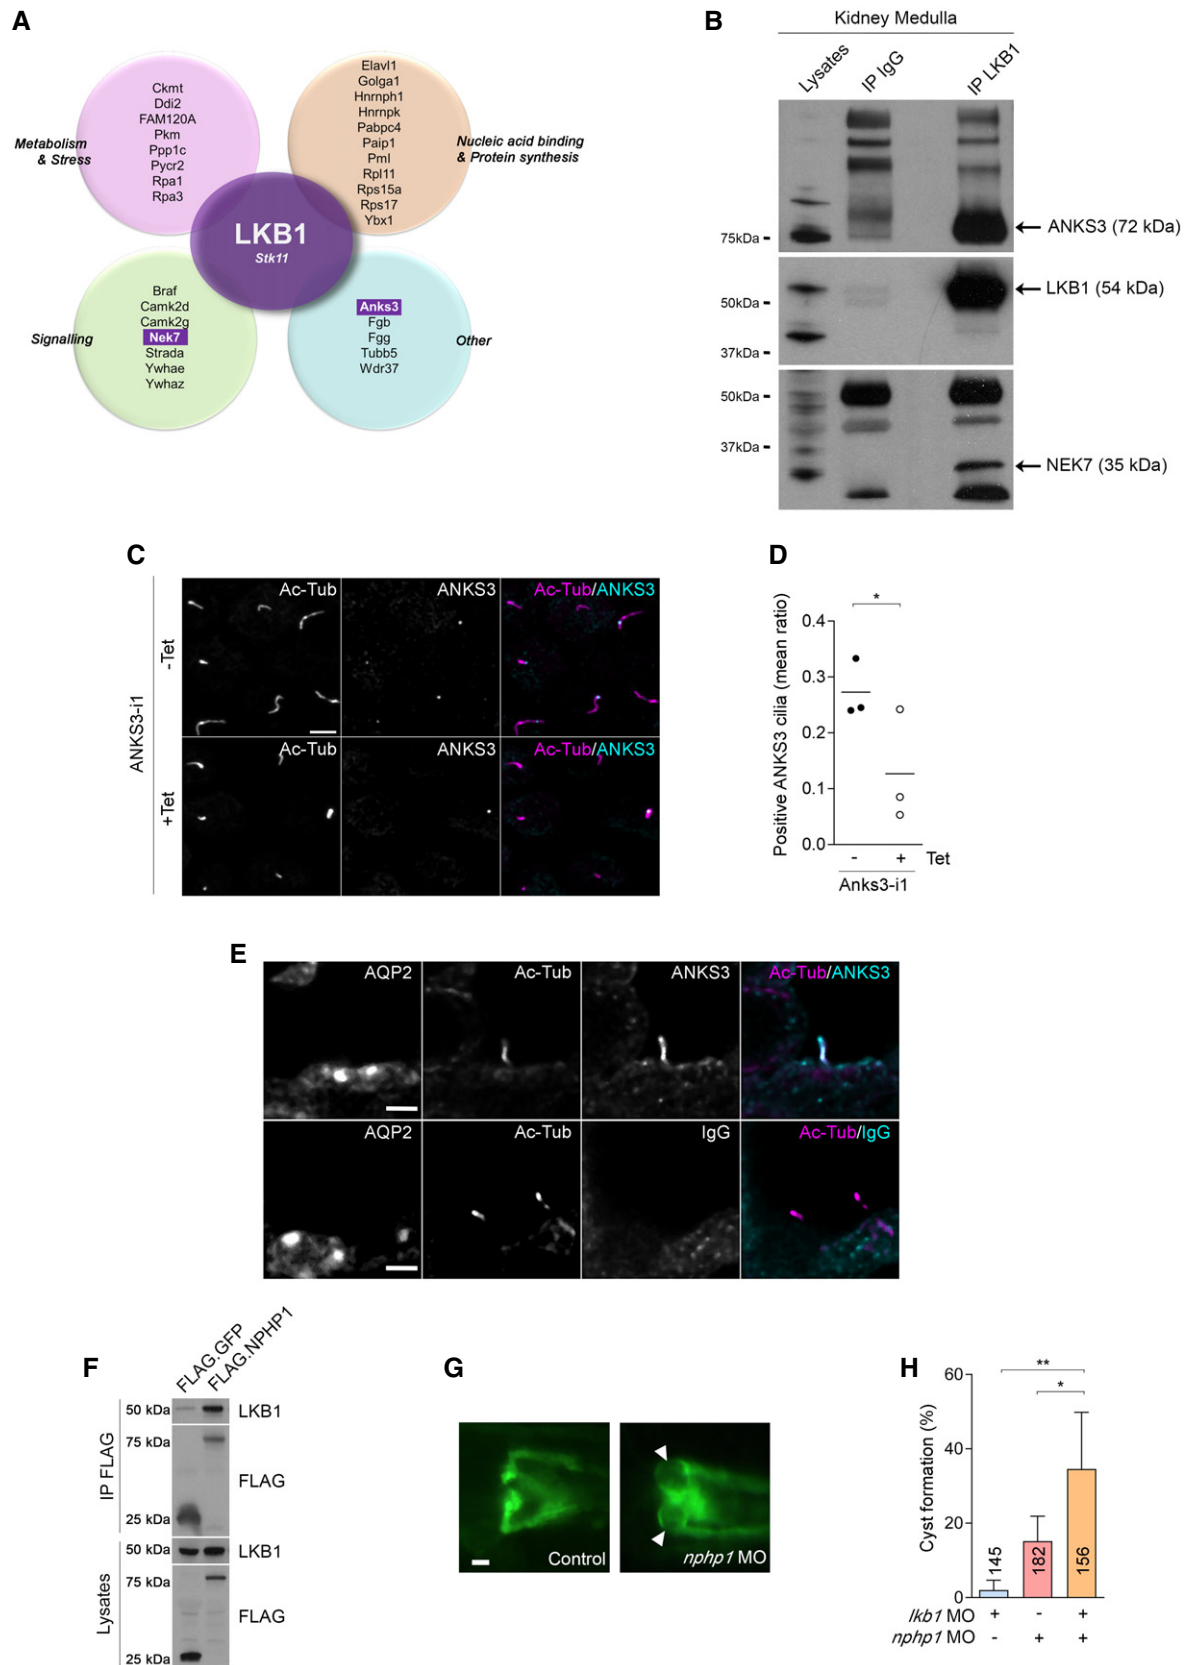 A
Ckmt
Ddi2
FAM120A
Pkm
Ppp1c
Pycr2
Rpa1
Rpa3
Metabolism
& Stress
Elavl1
Golga1
Hnrnph1
Hnrnpk
Pabpc4
Paip1
Pml
Rpl11
Rps15a
Rps17
Ybx1
Nucleic acid binding
& Protein synthesis
LKB1
Stk11
Braf
Camk2d
Camk2g
Nek7
Strada
Ywhae
Ywhaz
Signalling
Anks3
Fgb
Fgg
Tubb5
Wdr37
Other
B
Kidney Medulla
Lysates
IP IgG
IP LKB1
75kDa
ANKS3 (72 kDa)
50kDa
LKB1 (54 kDa)
37kDa
50kDa
37kDa
NEK7 (35 kDa)
C
ANKS3-i1
-Tet
Ac-Tub
ANKS3
Ac-Tub/ANKS3
+Tet
Ac-Tub
ANKS3
Ac-Tub/ANKS3
D
*
Positive ANKS3 cilia (mean ratio)
0.4
0.3
0.2
0.1
0.0
- + Tet
Anks3-i1
E
AQP2
Ac-Tub
ANKS3
Ac-Tub/ANKS3
AQP2
Ac-Tub
IgG
Ac-Tub/IgG
F
FLAG.GFP
FLAG.NPHP1
IP FLAG
50 kDa
LKB1
75 kDa
FLAG
25 kDa
Lysates
50 kDa
LKB1
75 kDa
FLAG
25 kDa
G
Control
nphp1 MO
H
**
*
Cyst formation (%)
60
40
20
0
145
182
156
lkb1 MO + - +
nphp1 MO - + +